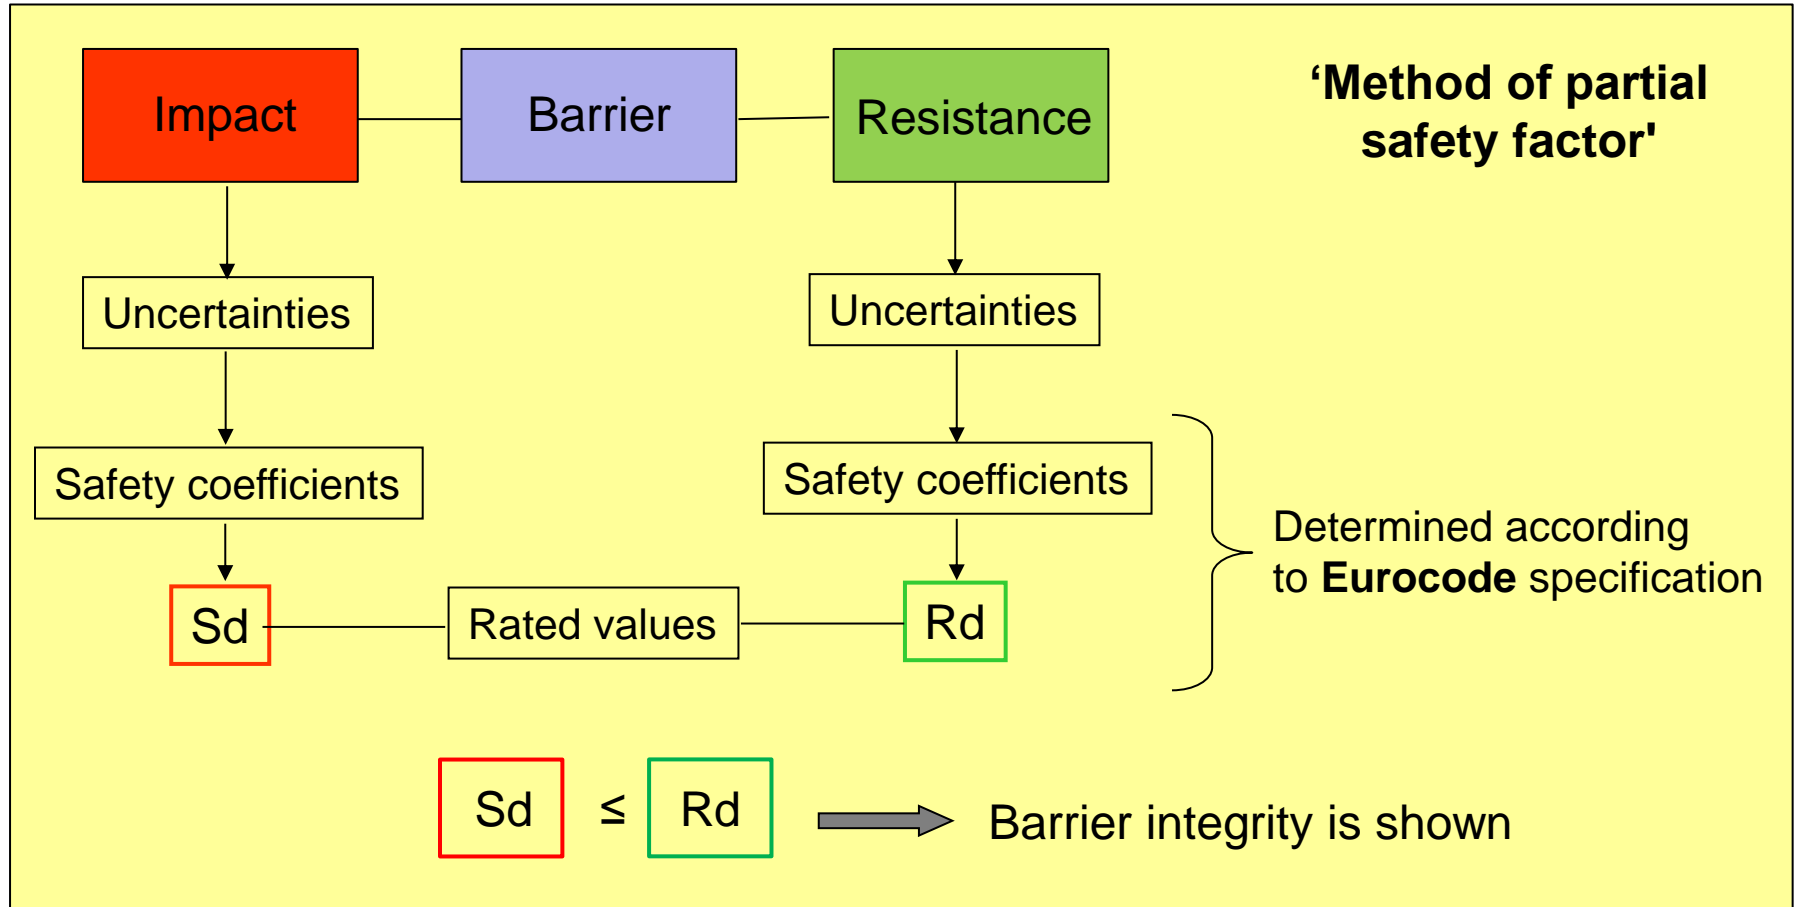 Impact
Barrier
Resistance
‘Method of partial
safety factor'
Uncertainties
Uncertainties
Safety coefficients
Safety coefficients
Determined according
to Eurocode specification
Sd
Rated values
Rd
Sd ≤ Rd
Barrier integrity is shown